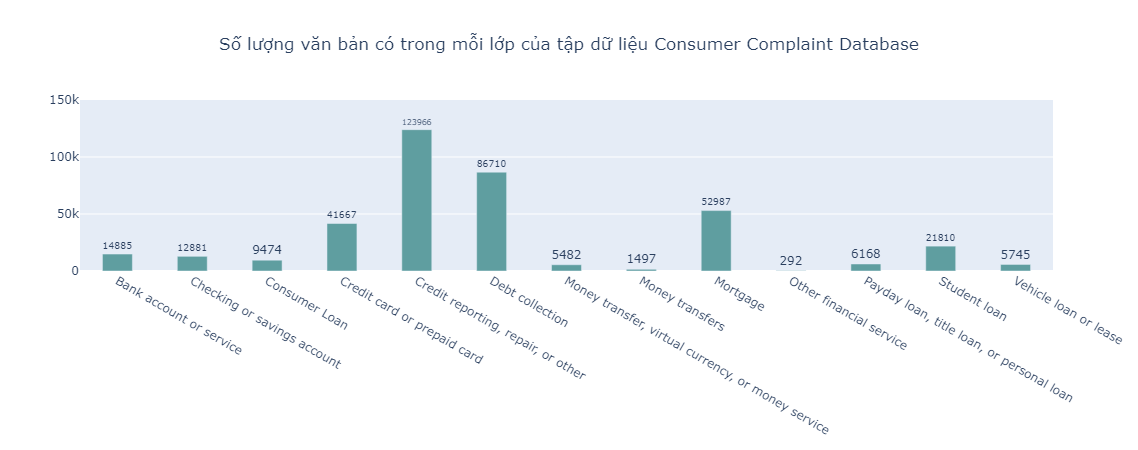 Số lượng văn bản có trong mỗi lớp của tập dữ liệu Consumer Complaint Database
150k
100k
50k
0
14885
12881
9474
41667
123966
86710
5482
1497
52987
292
6168
21810
5745
Bank account or service
Checking or savings account
Consumer Loan
Credit card or prepaid card
Credit reporting, repair, or other
Debt collection
Money transfer, virtual currency, or money service
Money transfers
Mortgage
Other financial service
Payday loan, title loan, or personal loan
Student loan
Vehicle loan or lease